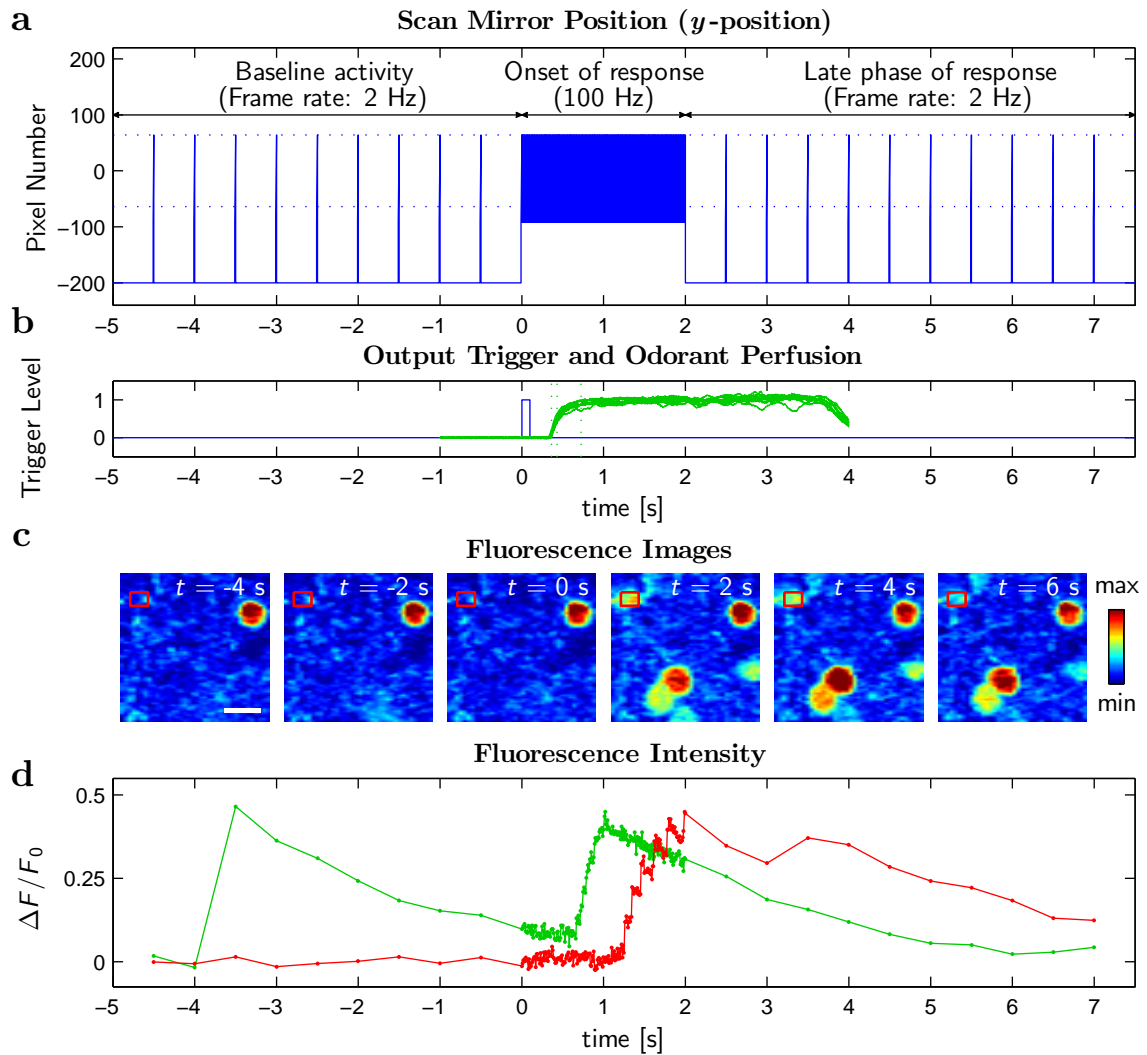 a
Scan Mirror Position (y-position)
Baseline activity
(Frame rate: 2 Hz)
Onset of response
(100 Hz)
Late phase of response
(Frame rate: 2 Hz)
200
100
0
−100
−200
Pixel Number
−5 −4 −3 −2 −1 0 1 2 3 4 5 6 7
b
Output Trigger and Odorant Perfusion
1
0
Trigger Level
−5 −4 −3 −2 −1 0 1 2 3 4 5 6 7
time [s]
c
Fluorescence Images
t = -4 s
t = -2 s
t = 0 s
t = 2 s
t = 4 s
t = 6 s
max
min
d
Fluorescence Intensity
0.5
0.25
0
ΔF/F0
−5 −4 −3 −2 −1 0 1 2 3 4 5 6 7
time [s]